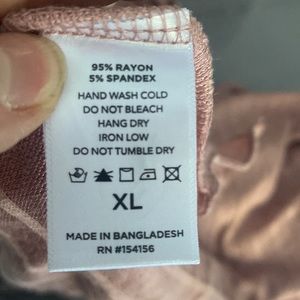 95% RAYON
5% SPANDEX
HAND WASH COLD
DO NOT BLEACH
HANG DRY
IRON LOW
DO NOT TUMBLE DRY
XL
MADE IN BANGLADESH
RN #154156